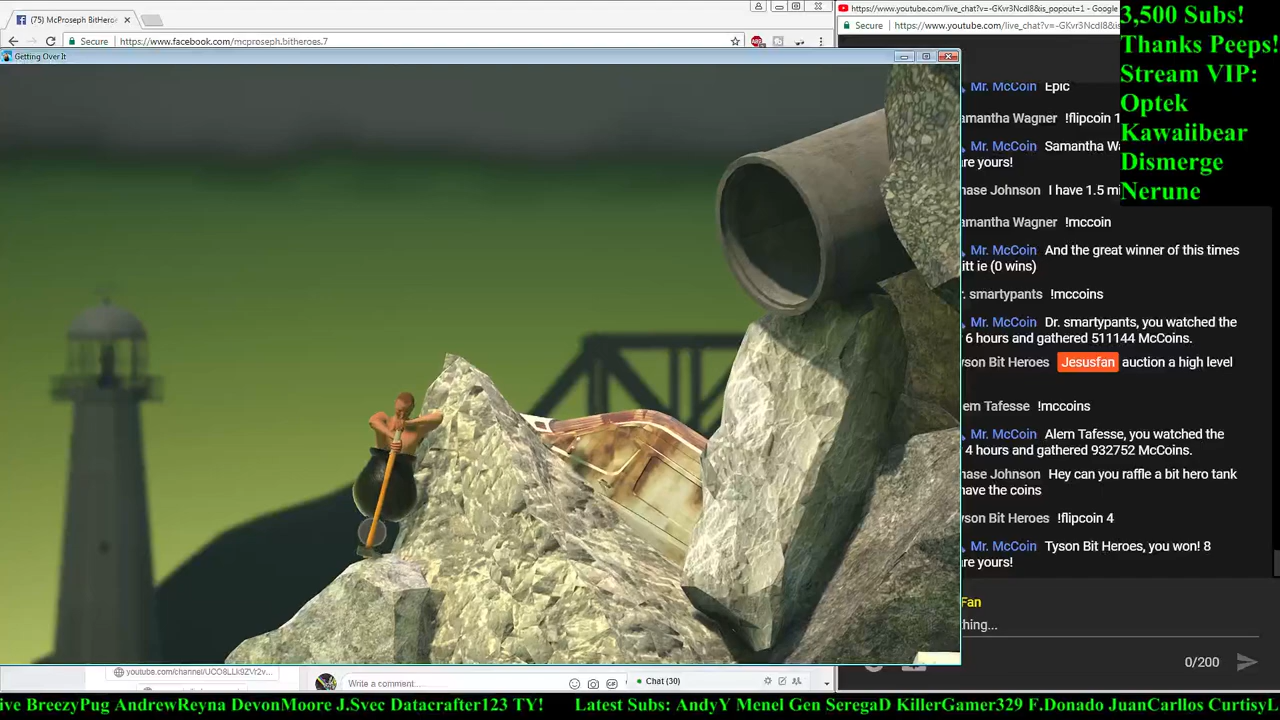 (75) McProseph BitHeroe
Secure https://www.facebook.com/mcproseph.bitheroes.7
Getting Over It
https://www.youtube.com/live_chat?v=-GKvr3NcdI8&is_popout=1 - Google
Secure https://www.youtube.com/live_chat?v=-GKvr3NcdI8&is_popout=1
3,500 Subs!
Thanks Peeps!
Stream VIP:
Optek
Kawaiibear
Dismerge
Nerune
Mr. McCoin Epic
amantha Wagner !flipcoin 1
Mr. McCoin Samantha Wa
re yours!
hase Johnson I have 1.5 mi
amantha Wagner !mccoin
Mr. McCoin And the great winner of this times
itt ie (0 wins)
r. smartypants !mccoins
Mr. McCoin Dr. smartypants, you watched the
6 hours and gathered 511144 McCoins.
yson Bit Heroes Jesusfan auction a high level
em Tafesse !mccoins
Mr. McCoin Alem Tafesse, you watched the
4 hours and gathered 932752 McCoins.
hase Johnson Hey can you raffle a bit hero tank
have the coins
yson Bit Heroes !flipcoin 4
Mr. McCoin Tyson Bit Heroes, you won! 8
are yours!
Fan
thing...
0/200
Write a comment...
Chat (30)
ive BreezyPug AndrewReyna DevonMoore J.Svec Datacrafter123 TY! Latest Subs: AndyY Menel Gen SeregaD KillerGamer329 F.Donado JuanCarllos CurtisyL